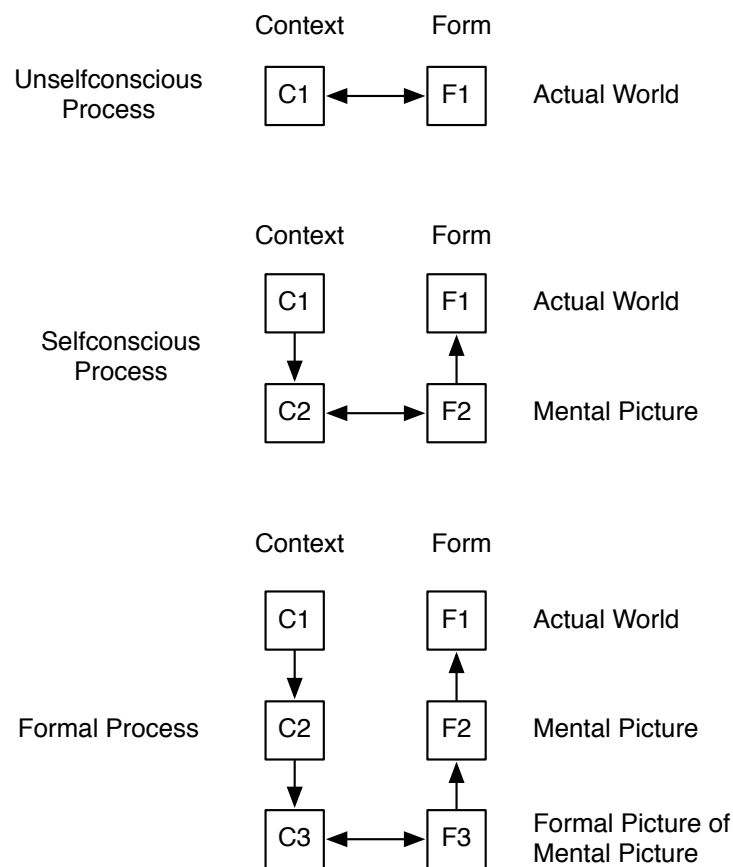 Context Form
Unselfconscious
Process
C1 F1 Actual World
Context Form
C1 F1 Actual World
Selfconscious
Process
C2 F2 Mental Picture
Context Form
C1 F1 Actual World
Formal Process C2 F2 Mental Picture
C3 F3 Formal Picture of
Mental Picture